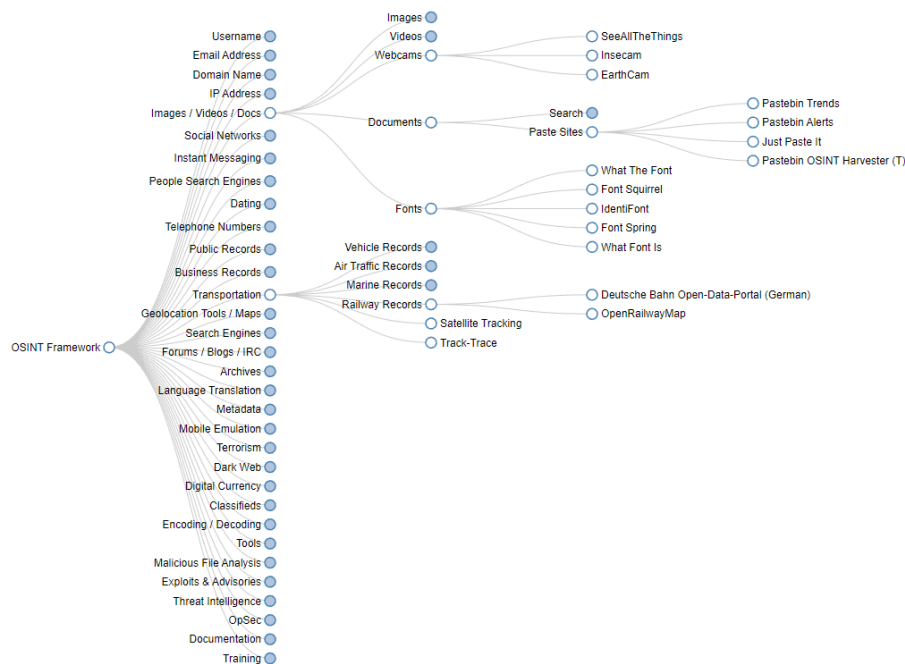 OSINT Framework
Username
Email Address
Domain Name
IP Address
Images / Videos / Docs
Images
Videos
Webcams
SeeAllTheThings
Insecam
EarthCam
Documents
Search
Paste Sites
Pastebin Trends
Pastebin Alerts
Just Paste It
Pastebin OSINT Harvester (T)
Fonts
What The Font
Font Squirrel
IdentiFont
Font Spring
What Font Is
Social Networks
Instant Messaging
People Search Engines
Dating
Telephone Numbers
Public Records
Business Records
Transportation
Vehicle Records
Air Traffic Records
Marine Records
Railway Records
Deutsche Bahn Open-Data-Portal (German)
OpenRailwayMap
Satellite Tracking
Track-Trace
Geolocation Tools / Maps
Search Engines
Forums / Blogs / IRC
Archives
Language Translation
Metadata
Mobile Emulation
Terrorism
Dark Web
Digital Currency
Classifieds
Encoding / Decoding
Tools
Malicious File Analysis
Exploits & Advisories
Threat Intelligence
OpSec
Documentation
Training